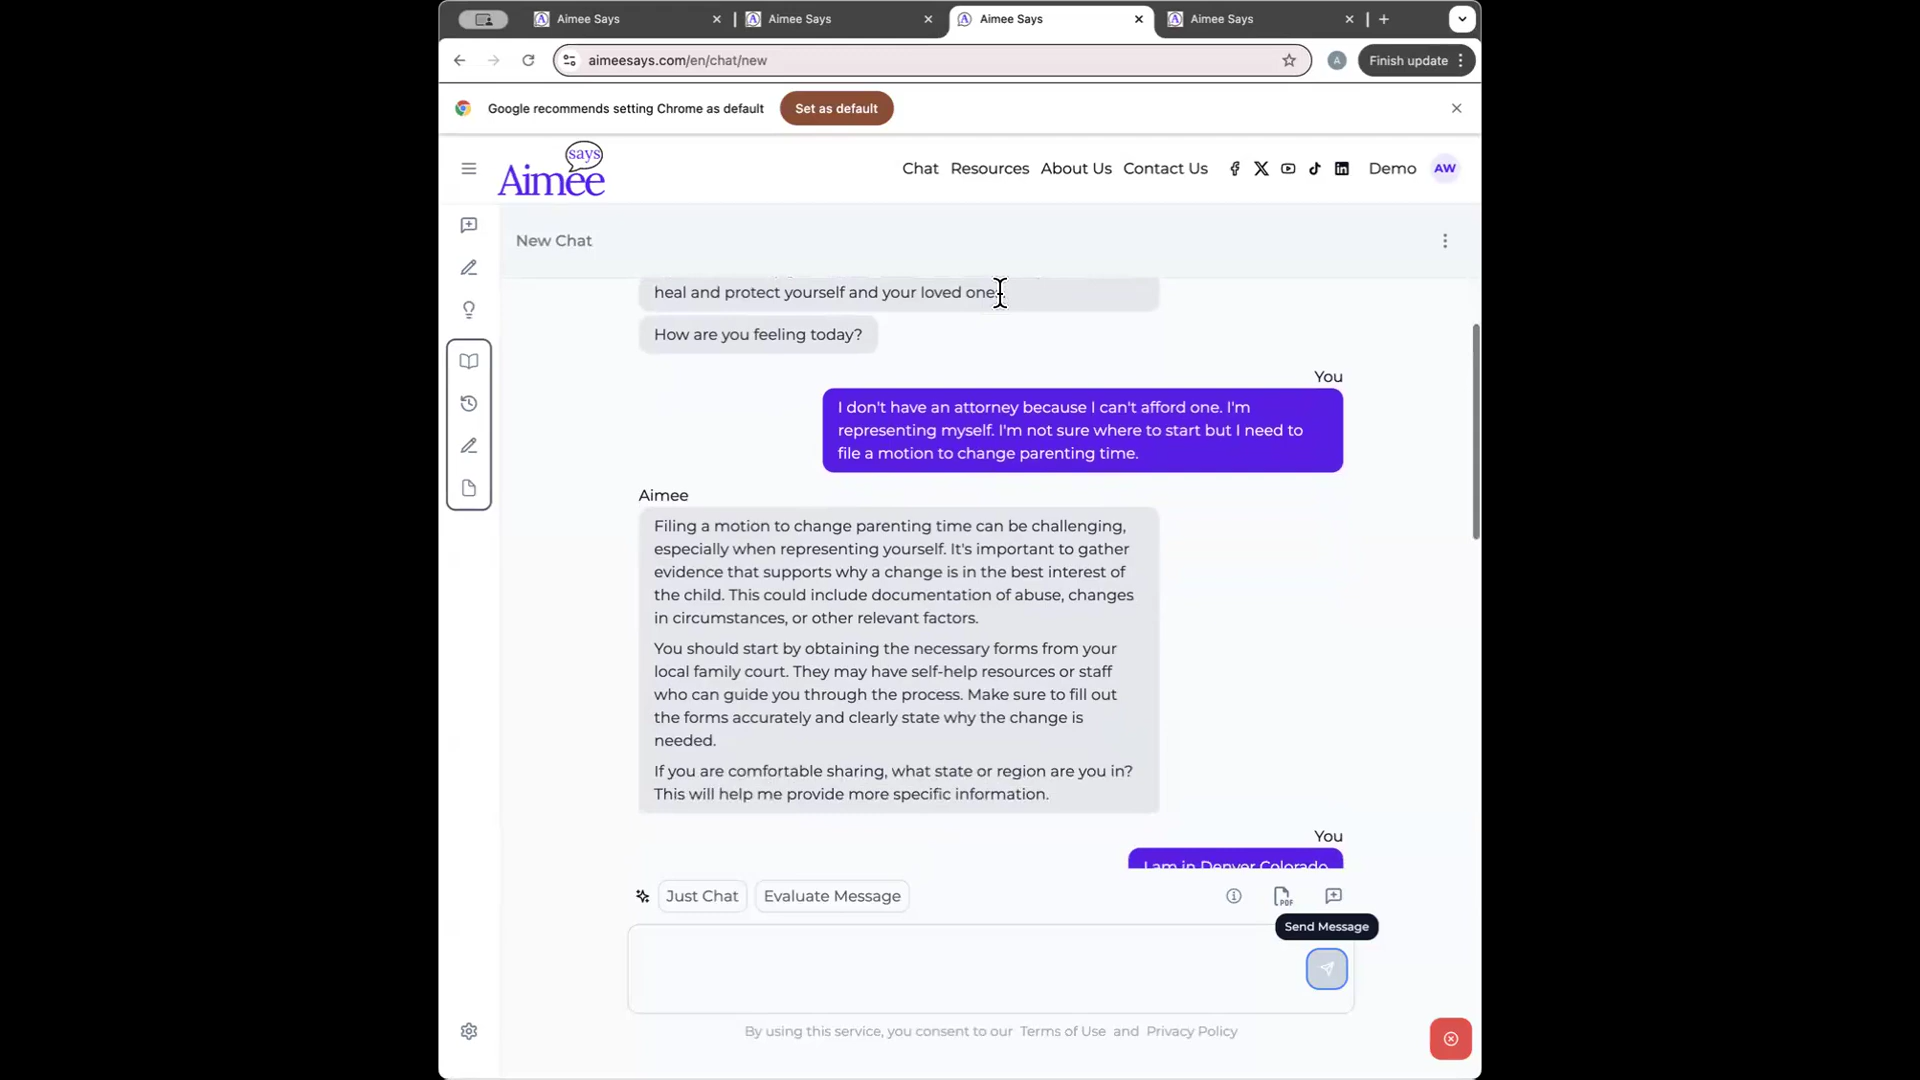 Aimee Says
Aimee Says
Aimee Says
Aimee Says
aimeesays.com/en/chat/new
A
Finish update
Google recommends setting Chrome as default
Set as default
says
Aimee
Chat
Resources
About Us
Contact Us
Demo
AW
New Chat
heal and protect yourself and your loved one
How are you feeling today?
You
I don't have an attorney because I can't afford one. I'm
representing myself. I'm not sure where to start but I need to
file a motion to change parenting time.
Aimee
Filing a motion to change parenting time can be challenging,
especially when representing yourself. It's important to gather
evidence that supports why a change is in the best interest of
the child. This could include documentation of abuse, changes
in circumstances, or other relevant factors.
You should start by obtaining the necessary forms from your
local family court. They may have self-help resources or staff
who can guide you through the process. Make sure to fill out
the forms accurately and clearly state why the change is
needed.
If you are comfortable sharing, what state or region are you in?
This will help me provide more specific information.
You
I am in Denver Colorado
Just Chat
Evaluate Message
PDF
Send Message
By using this service, you consent to our Terms of Use and Privacy Policy